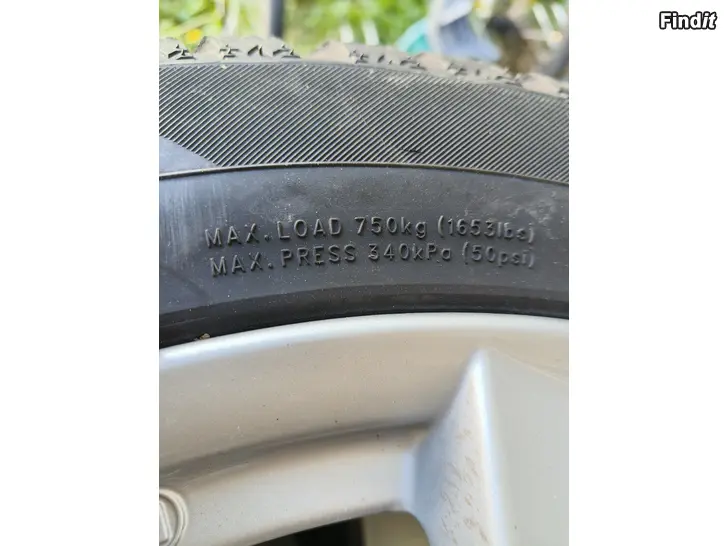 Findit
MAX. LOAD 750kg (1653lbs)
MAX. PRESS 340kPa (50psi)